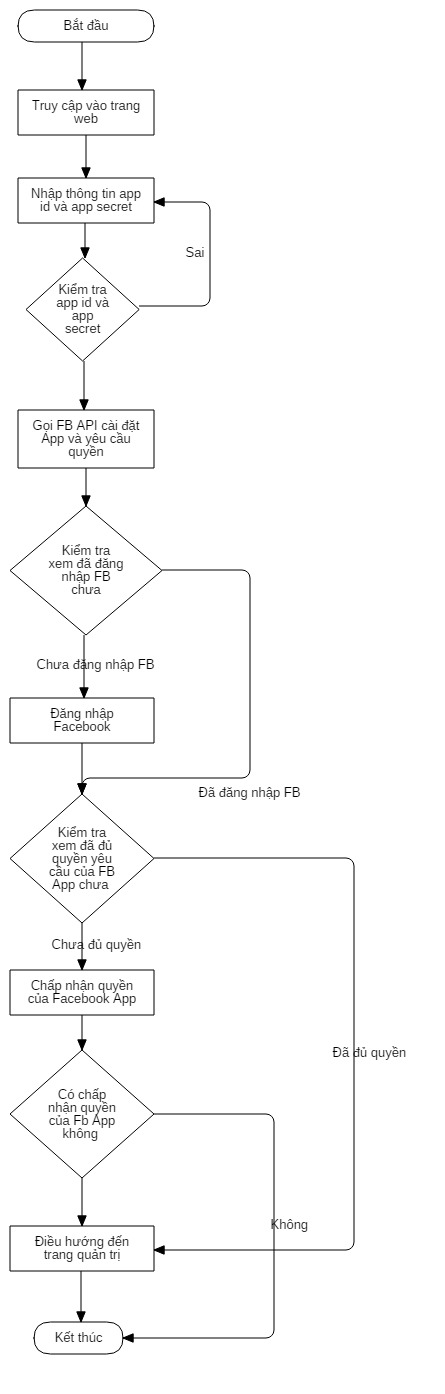 Bắt đầu
Truy cập vào trang
web
Nhập thông tin app
id và app secret
Sai
Kiểm tra
app id và
app
secret
Gọi FB API cài đặt
App và yêu cầu
quyền
Kiểm tra
xem đã đăng
nhập FB
chưa
Chưa đăng nhập FB
Đăng nhập
Facebook
Đã đăng nhập FB
Kiểm tra
xem đã đủ
quyền yêu
cầu của FB
App chưa
Chưa đủ quyền
Chấp nhận quyền
của Facebook App
Đã đủ quyền
Có chấp
nhận quyền
của Fb App
không
Không
Điều hướng đến
trang quản trị
Kết thúc